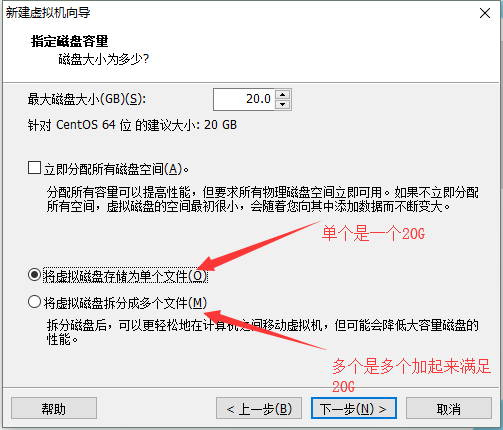 新建虚拟机向导
指定磁盘容量
磁盘大小为多少?
最大磁盘大小(GB)(S):
20.0
针对 CentOS 64 位 的建议大小: 20 GB
立即分配所有磁盘空间(A)。
分配所有容量可以提高性能，但要求所有物理磁盘空间立即可用。如果不立即分配
所有空间，虚拟磁盘的空间最初很小，会随着您向其中添加数据而不断变大。
单个是一个20G
将虚拟磁盘存储为单个文件(O)
将虚拟磁盘拆分成多个文件(M)
拆分磁盘后，可以更轻松地在计算机之间移动虚拟机，但可能会降低大容量磁盘的
性能。
多个是多个加起来满足
20G
帮助
< 上一步(B)
下一步(N) >
取消